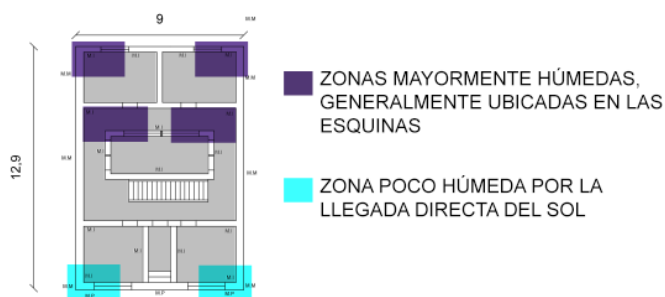 9
M.M
M.M
M.I
M.I
M.I
M.I
M.M
ZONAS MAYORMENTE HÚMEDAS,
GENERALMENTE UBICADAS EN LAS
ESQUINAS
M.I
M.I
M.I
M.I
M.M
M.M
12,9
M.I
ZONA POCO HÚMEDA POR LA
LLEGADA DIRECTA DEL SOL
M.I
M.I
M.I
M.I
M.I
M.I
M.M
M.M
M.P
M.P
M.P